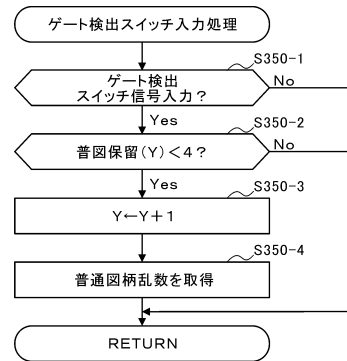 ゲート検出スイッチ入力処理
S350-1
ゲート検出
スイッチ信号入力？
No
Yes
S350-2
普図保留（Y）＜4？
No
Yes
S350-3
Y←Y＋1
S350-4
普通図柄乱数を取得
RETURN